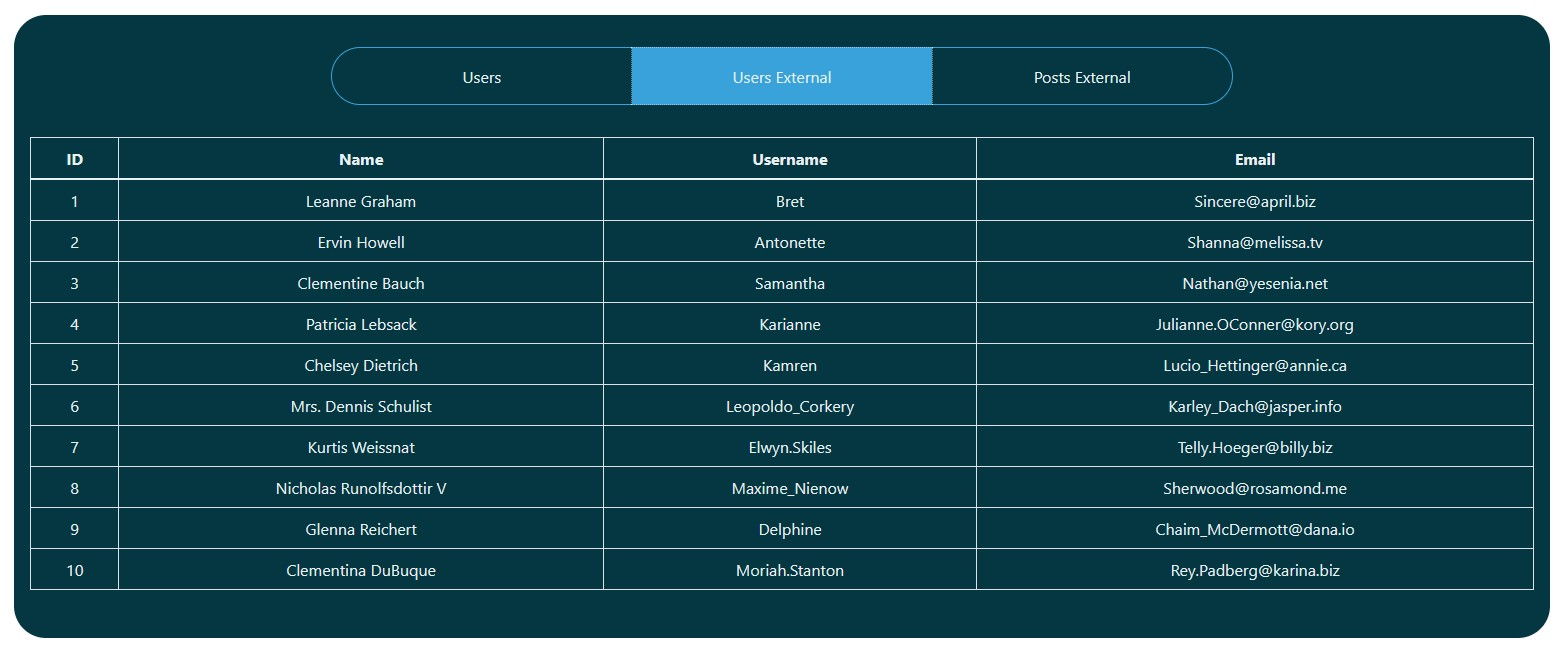 Users Users External Posts External
ID Name Username Email
1 Leanne Graham Bret Sincere@april.biz
2 Ervin Howell Antonette Shanna@melissa.tv
3 Clementine Bauch Samantha Nathan@yesenia.net
4 Patricia Lebsack Karianne Julianne.OConner@kory.org
5 Chelsey Dietrich Kamren Lucio_Hettinger@annie.ca
6 Mrs. Dennis Schulist Leopoldo_Corkery Karley_Dach@jasper.info
7 Kurtis Weissnat Elwyn.Skiles Telly.Hoeger@billy.biz
8 Nicholas Runolfsdottir V Maxime_Nienow Sherwood@rosamond.me
9 Glenna Reichert Delphine Chaim_McDermott@dana.io
10 Clementina DuBuque Moriah.Stanton Rey.Padberg@karina.biz